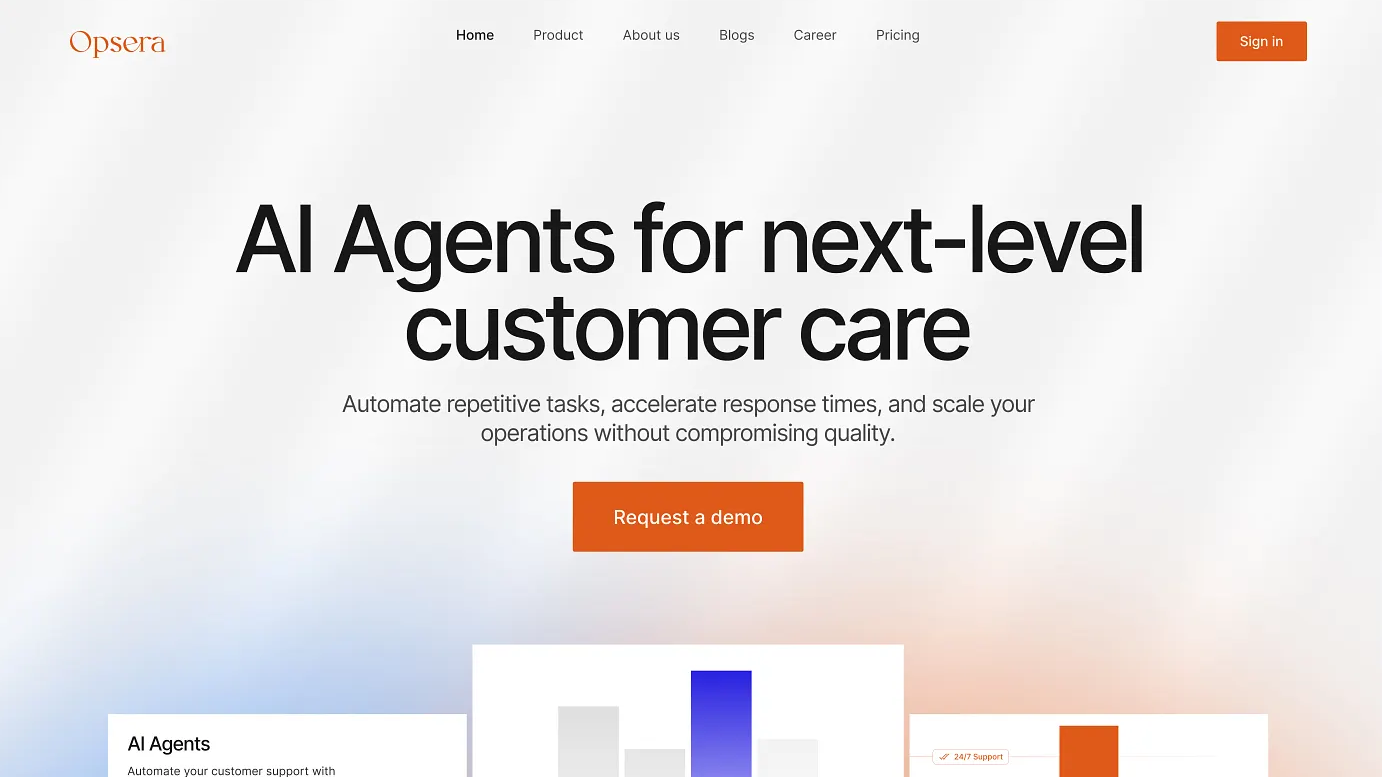 Opsera
Home
Product
About us
Blogs
Career
Pricing
Sign in
AI Agents for next-level
customer care
Automate repetitive tasks, accelerate response times, and scale your
operations without compromising quality.
Request a demo
AI Agents
Automate your customer support with
24/7 Support